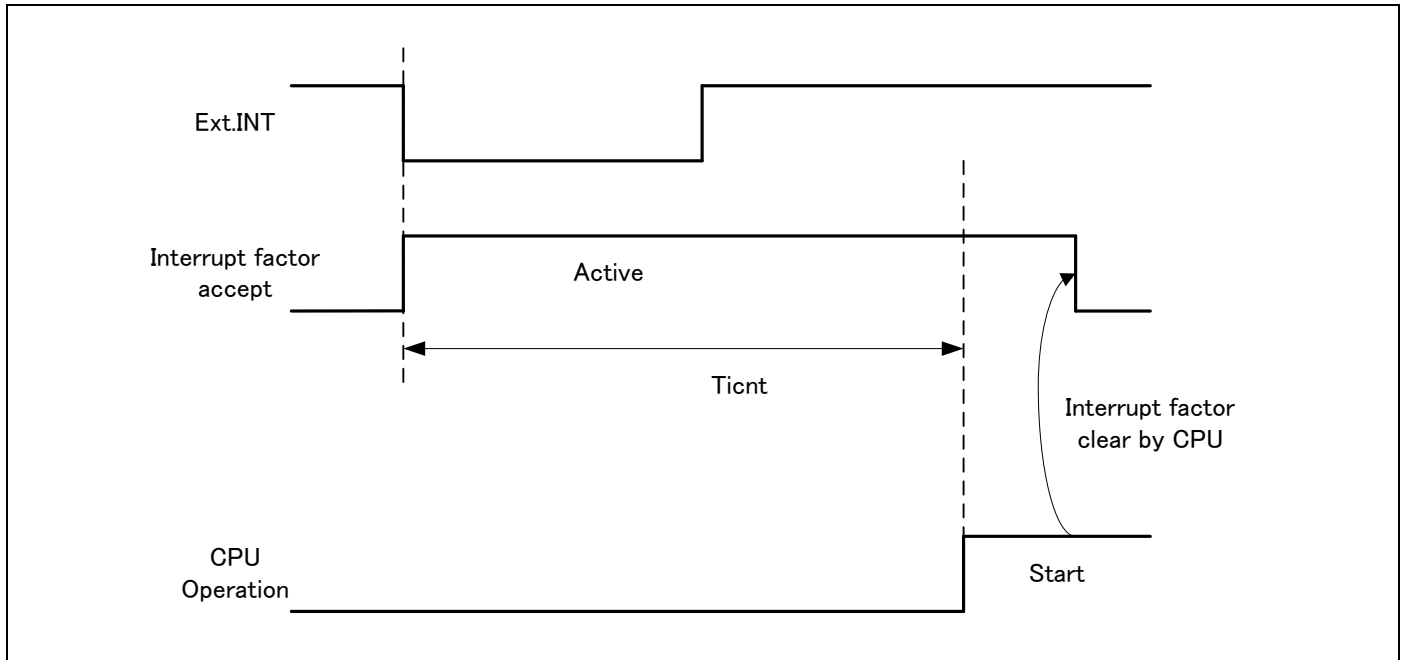 Ext.INT
Interrupt factor
accept
Active
Ticnt
Interrupt factor
clear by CPU
CPU
Operation
Start